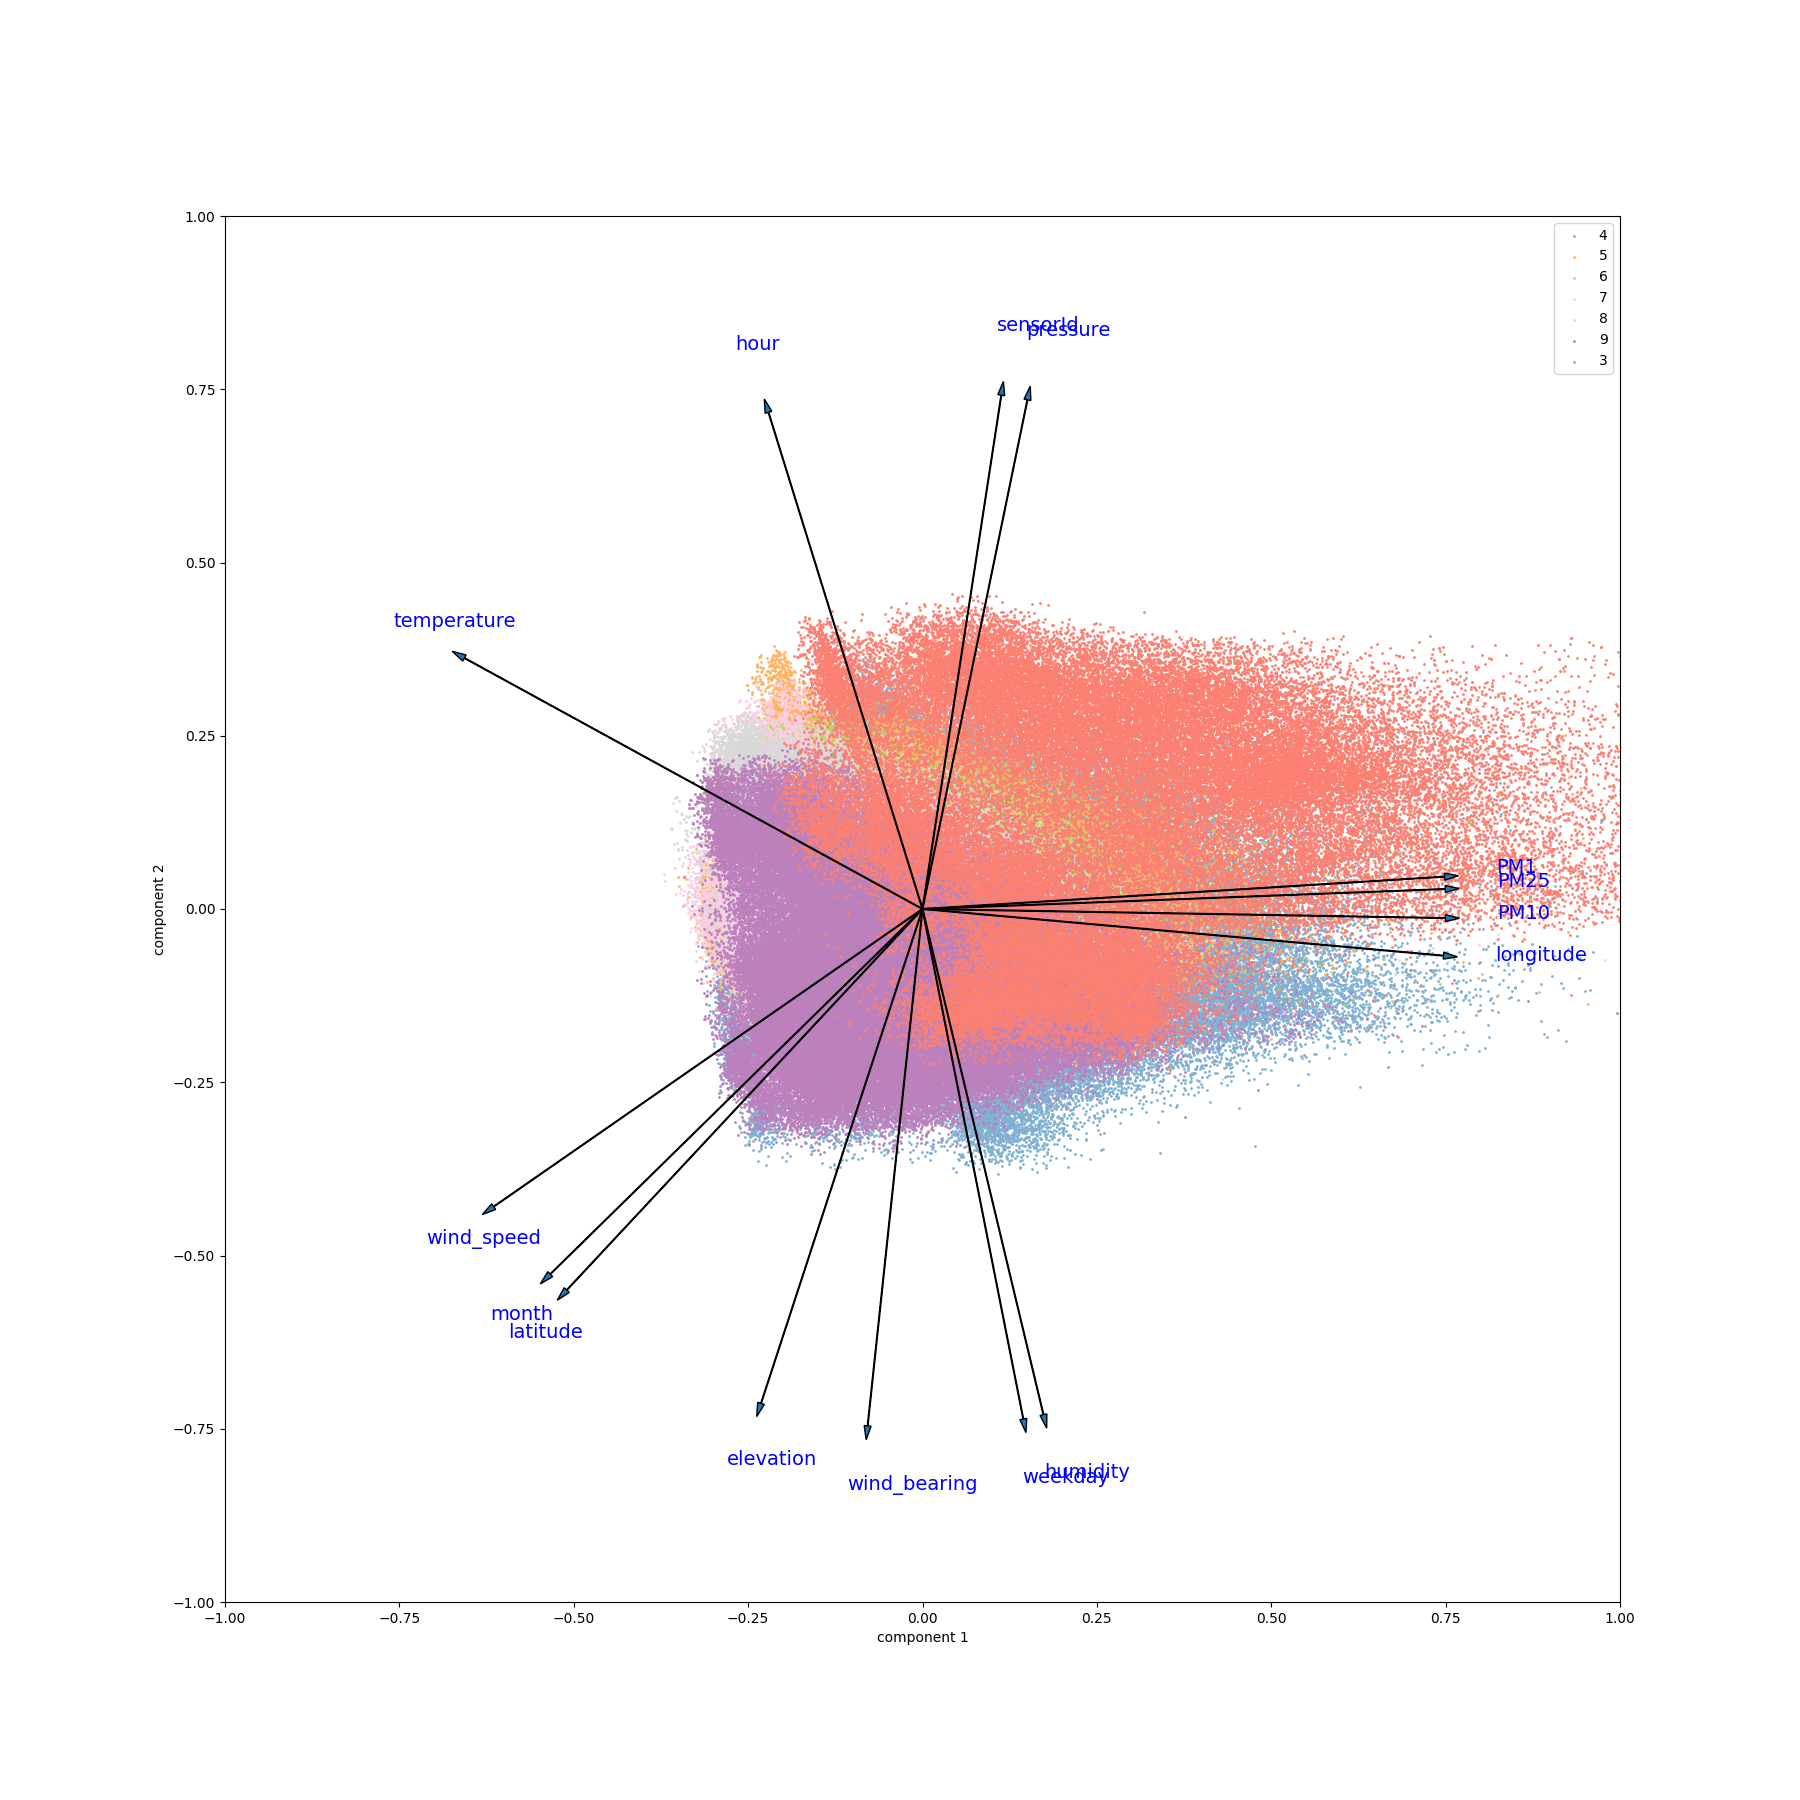 1.00
4
5
6
7
8
9
3
sensorId
pressure
hour
0.75
temperature
0.50
0.25
PM1
PM25
0.00
PM10
longitude
component 2
−0.25
−0.50
wind_speed
month
latitude
−0.75
elevation
humidity
weekday
wind_bearing
−1.00
−1.00 −0.75 −0.50 −0.25 0.00 0.25 0.50 0.75 1.00
component 1